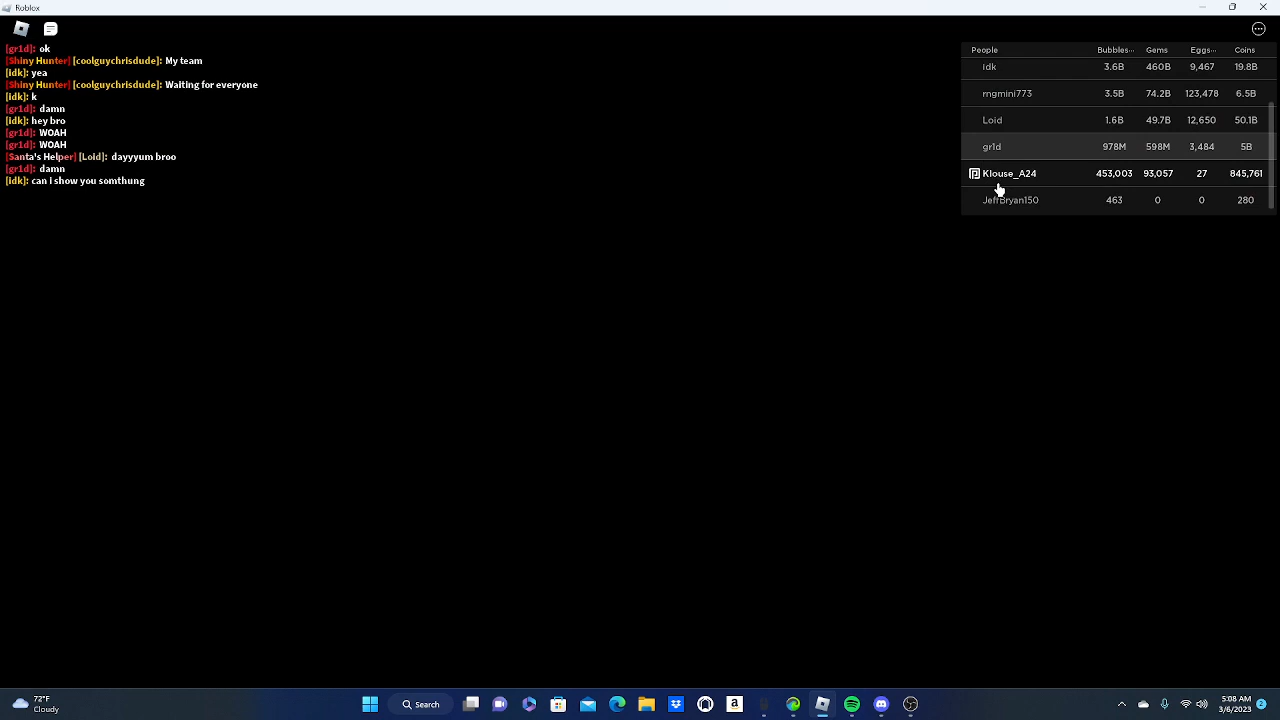 Roblox
[gr1d]: ok
[Shiny Hunter] [coolguychrisdude]: My team
[idk]: yea
[Shiny Hunter] [coolguychrisdude]: Waiting for everyone
[idk]: k
[gr1d]: damn
[idk]: hey bro
[gr1d]: WOAH
[gr1d]: WOAH
[Santa's Helper] [Loid]: dayyyum broo
[gr1d]: damn
[idk]: can i show you somthung
People Bubbles... Gems Eggs... Coins
idk 3.6B 460B 9,467 19.8B
mgmini773 3.5B 74.2B 123,478 6.5B
Loid 1.6B 49.7B 12,650 50.1B
gr1d 978M 598M 3,484 5B
Klouse_A24 453,003 93,057 27 845,761
JeffBryan150 463 0 0 280
72°F
Cloudy
Search
5:08 AM
3/6/2023
2